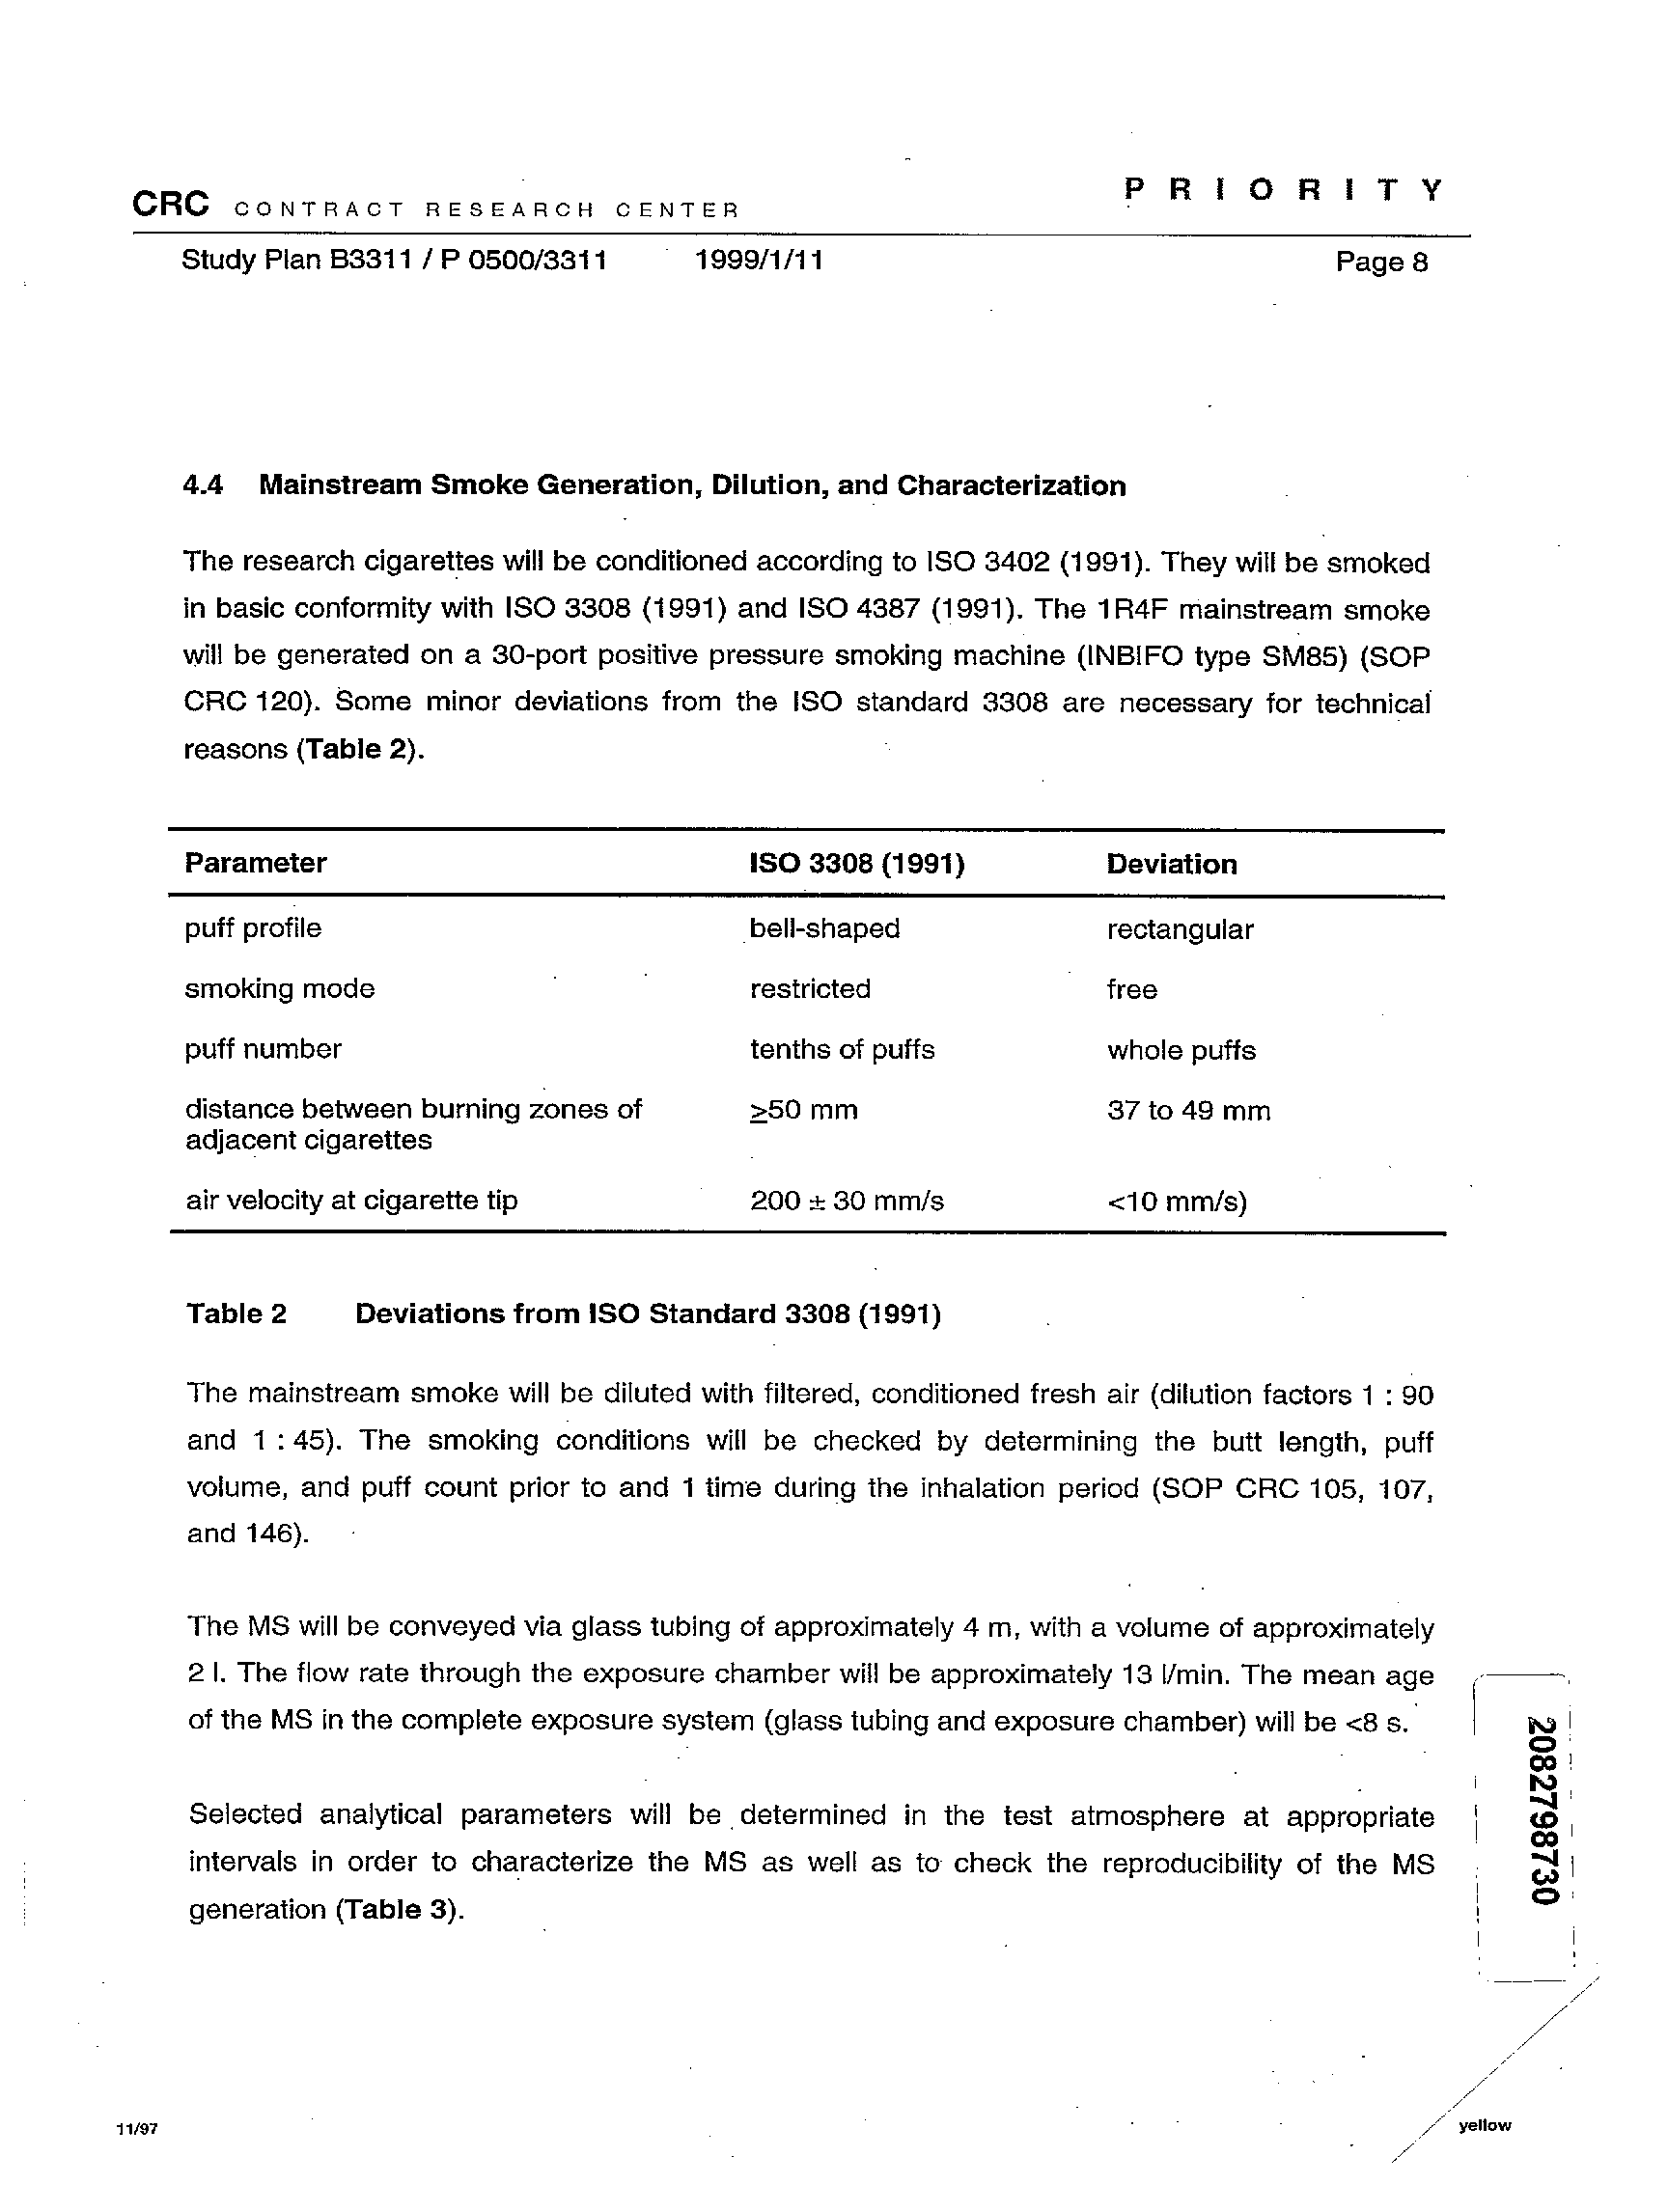 PRIORITY
CRC CONTRACT RESEARCH CENTER
Study Plan B3311 / P 0500/3311 1999/1/11 Page 8
4.4 Mainstream Smoke Generation, Dilution, and Characterization
The research cigarettes will be conditioned according to ISO 3402 (1991). They will be smoked
in basic conformity with ISO 3308 (1991) and ISO 4387 (1991). The 1R4F mainstream smoke
will be generated on a 30-port positive pressure smoking machine (INBIFO type SM85) (SOP
CRC 120). Some minor deviations from the ISO standard 3308 are necessary for technical
reasons (Table 2).
Parameter ISO 3308 (1991) Deviation
puff profile bell-shaped rectangular
smoking mode restricted free
puff number tenths of puffs whole puffs
distance between burning zones of ≥50 mm 37 to 49 mm
adjacent cigarettes
air velocity at cigarette tip 200 ± 30 mm/s <10 mm/s)
Table 2 Deviations from ISO Standard 3308 (1991)
The mainstream smoke will be diluted with filtered, conditioned fresh air (dilution factors 1 : 90
and 1 : 45). The smoking conditions will be checked by determining the butt length, puff
volume, and puff count prior to and 1 time during the inhalation period (SOP CRC 105, 107,
and 146).
The MS will be conveyed via glass tubing of approximately 4 m, with a volume of approximately
2 l. The flow rate through the exposure chamber will be approximately 13 l/min. The mean age
of the MS in the complete exposure system (glass tubing and exposure chamber) will be <8 s.
Selected analytical parameters will be determined in the test atmosphere at appropriate
intervals in order to characterize the MS as well as to check the reproducibility of the MS
generation (Table 3).
2082798730
11/97 yellow